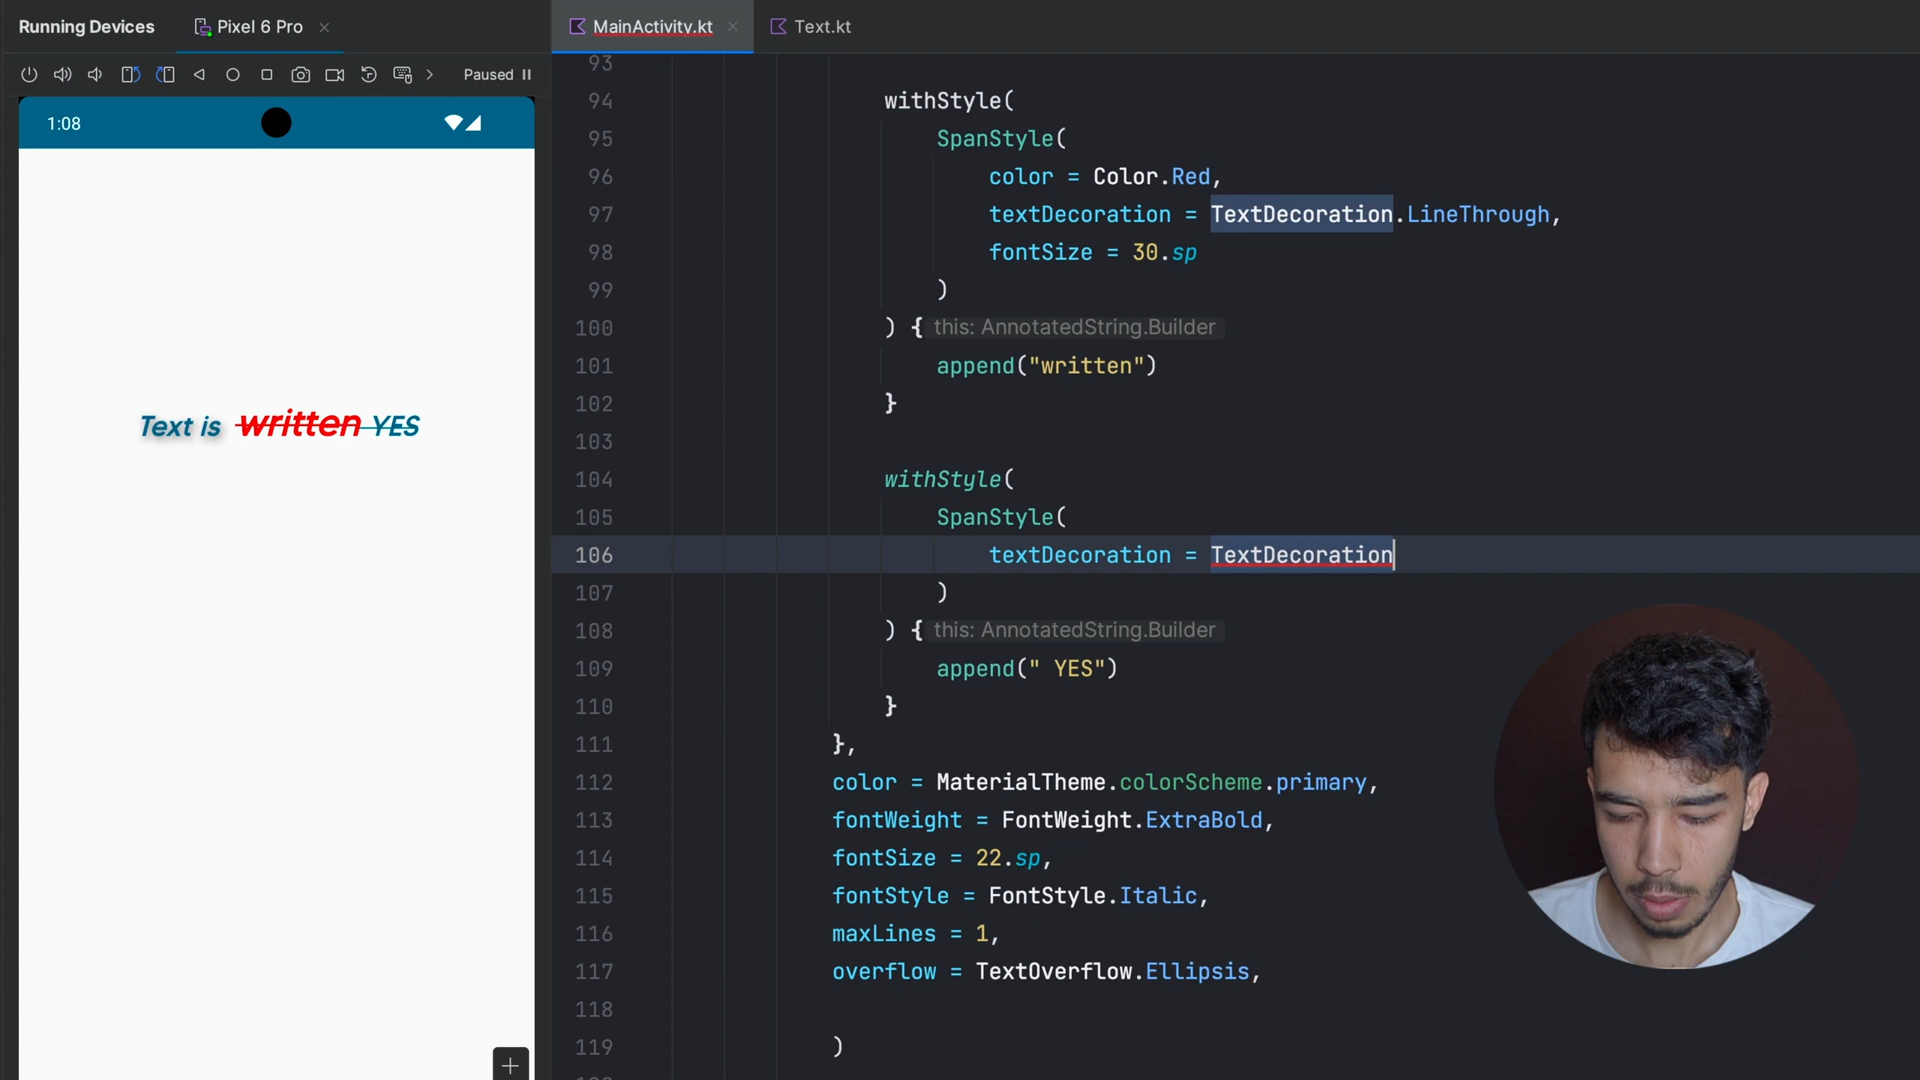 Running Devices
Pixel 6 Pro
MainActivity.kt
Text.kt
Paused
1:08
Text is written YES
93
94 withStyle(
95 SpanStyle(
96 color = Color.Red,
97 textDecoration = TextDecoration.LineThrough,
98 fontSize = 30.sp
99 )
100 ) { this: AnnotatedString.Builder
101 append("written")
102 }
103
104 withStyle(
105 SpanStyle(
106 textDecoration = TextDecoration
107 )
108 ) { this: AnnotatedString.Builder
109 append(" YES")
110 }
111 },
112 color = MaterialTheme.colorScheme.primary,
113 fontWeight = FontWeight.ExtraBold,
114 fontSize = 22.sp,
115 fontStyle = FontStyle.Italic,
116 maxLines = 1,
117 overflow = TextOverflow.Ellipsis,
118
119 )